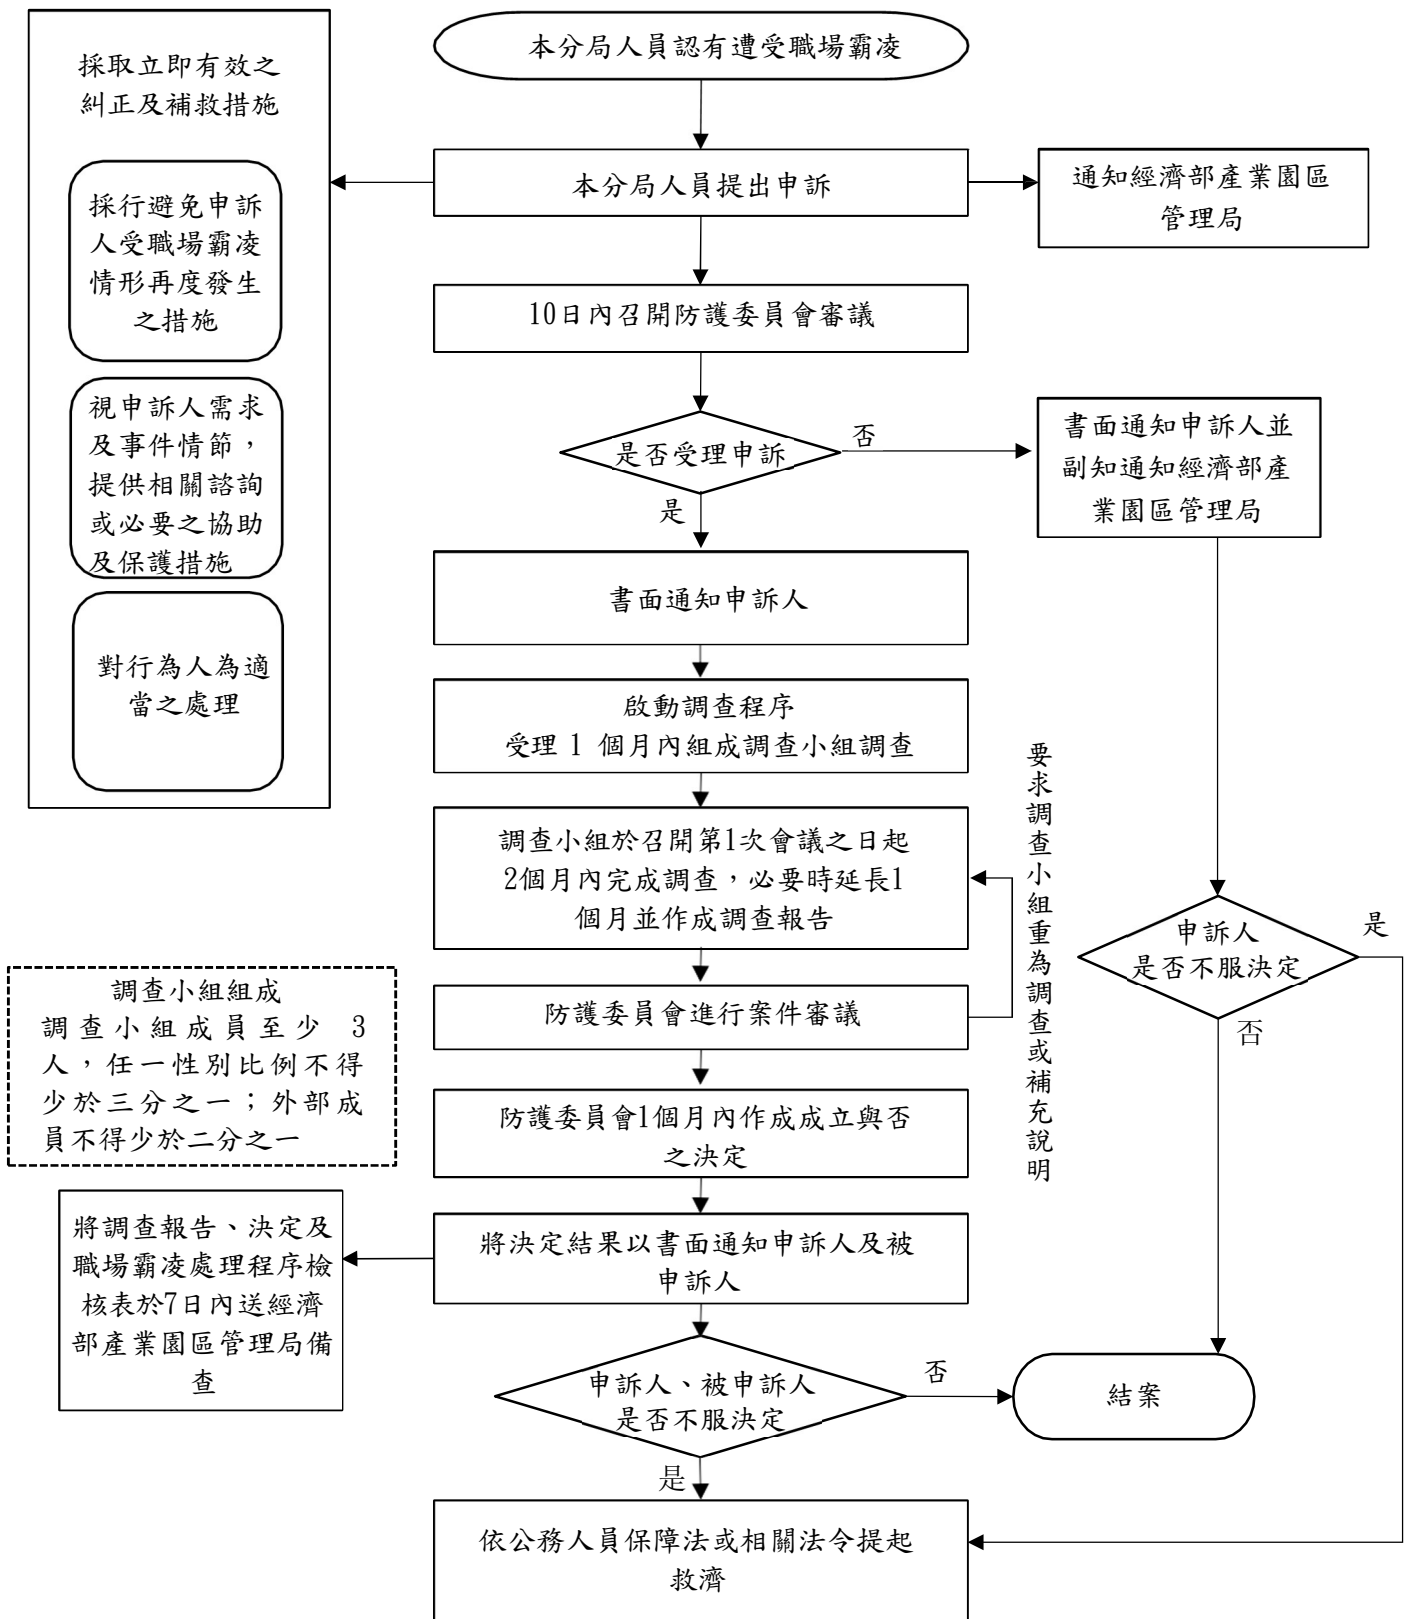 本分局人員認有遭受職場霸凌
採取立即有效之
糾正及補救措施
採行避免申訴
人受職場霸凌
情形再度發生
之措施
視申訴人需求
及事件情節，
提供相關諮詢
或必要之協助
及保護措施
對行為人為適
當之處理
本分局人員提出申訴
通知經濟部產業園區
管理局
10日內召開防護委員會審議
是否受理申訴
否
是
書面通知申訴人並
副知通知經濟部產
業園區管理局
書面通知申訴人
啟動調查程序
受理 1 個月內組成調查小組調查
調查小組於召開第1次會議之日起
2個月內完成調查，必要時延長1
個月並作成調查報告
要求調查小組重為調查或補充說明
申訴人
是否不服決定
是
否
防護委員會進行案件審議
調查小組組成
調查小組成員至少 3
人，任一性別比例不得
少於三分之一；外部成
員不得少於二分之一
防護委員會1個月內作成成立與否
之決定
將決定結果以書面通知申訴人及被
申訴人
將調查報告、決定及
職場霸凌處理程序檢
核表於7日內送經濟
部產業園區管理局備
查
申訴人、被申訴人
是否不服決定
否
是
結案
依公務人員保障法或相關法令提起
救濟